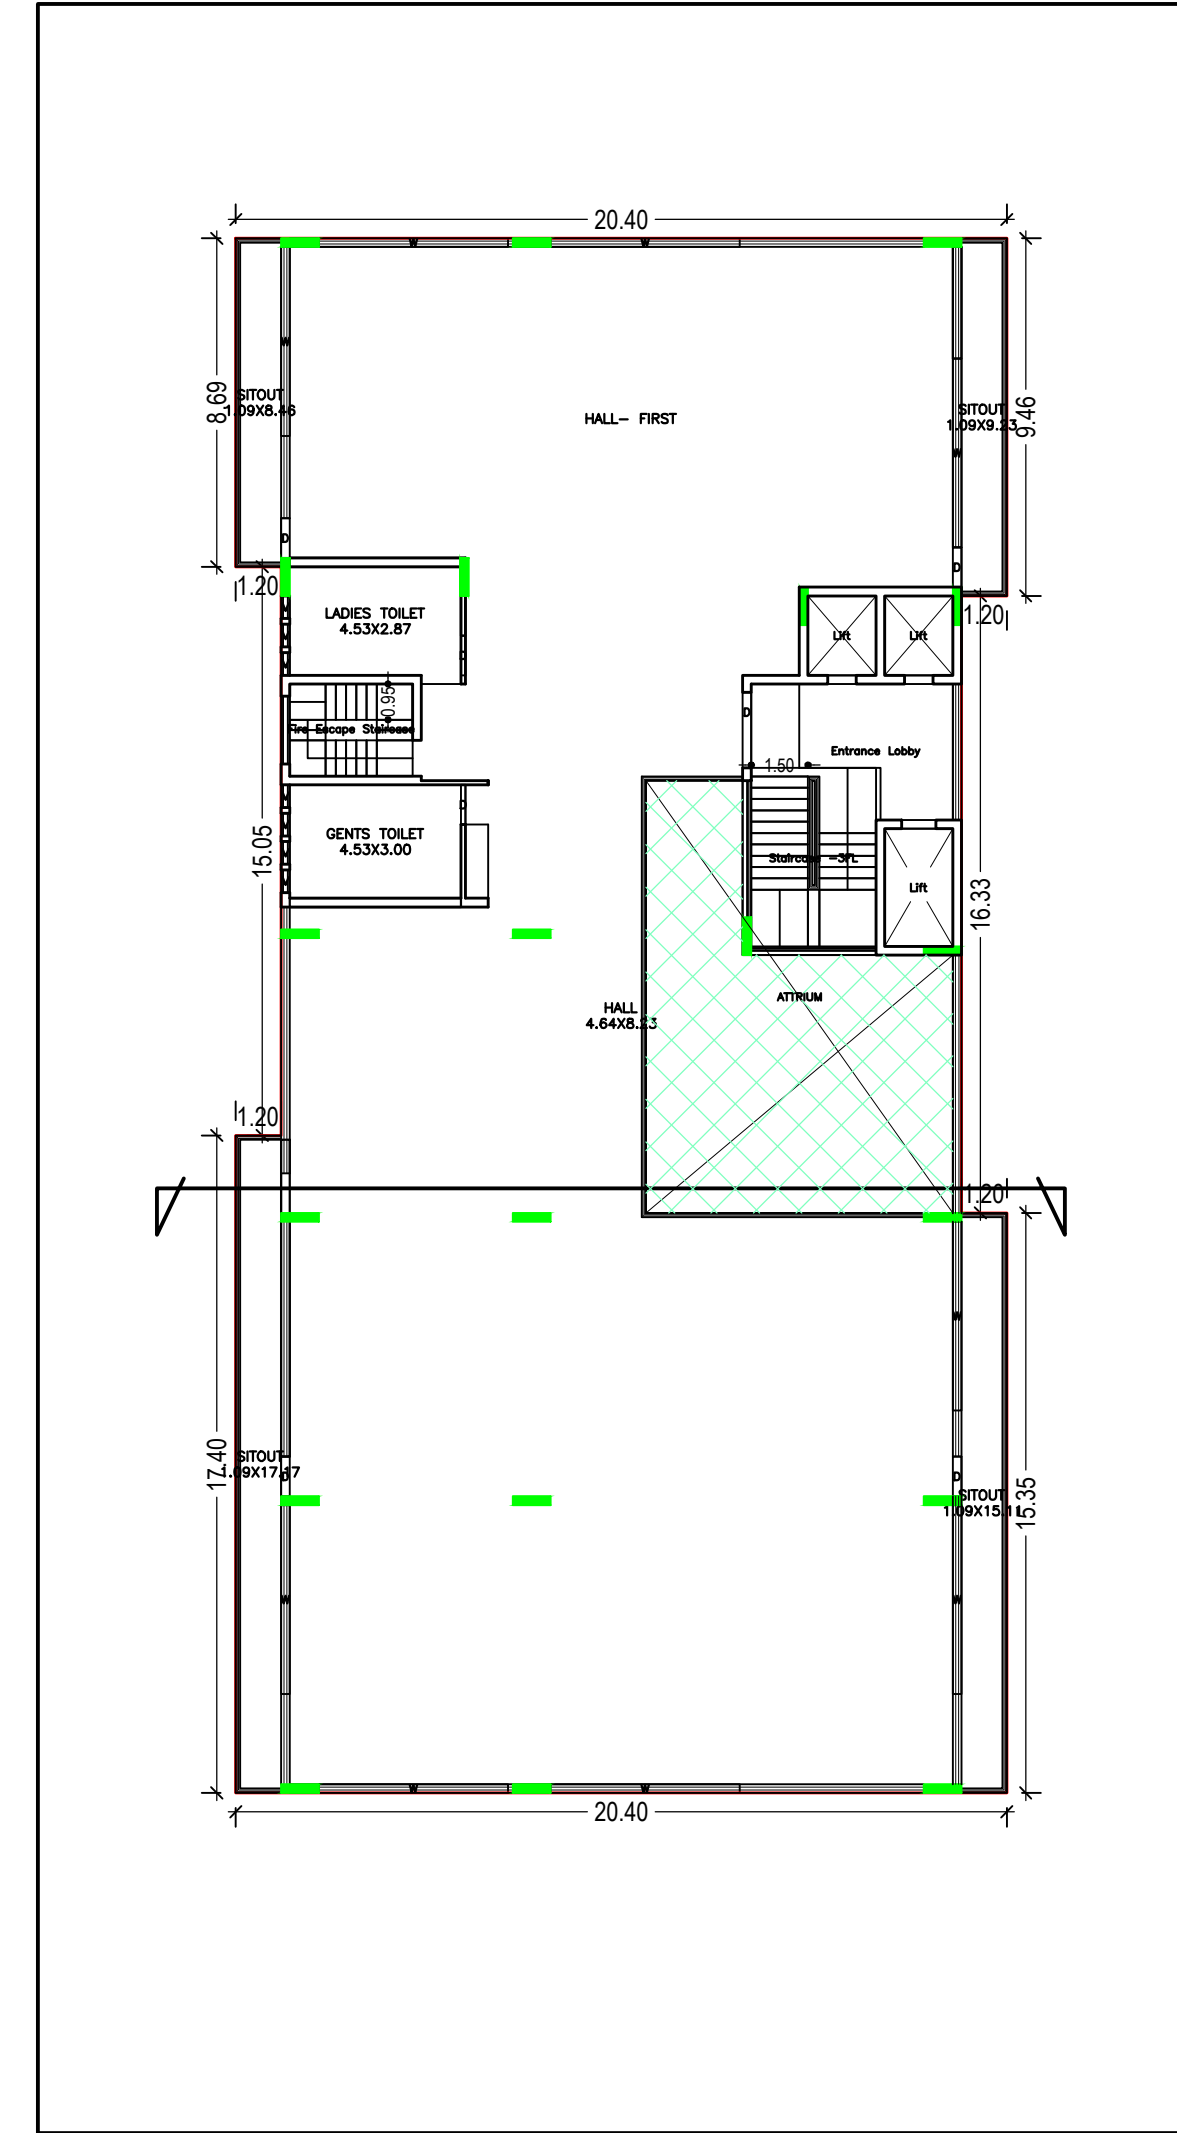 20.40
W
W
8.69
W
SITOUT
1.09X8.46
HALL- FIRST
SITOUT
1.09X9.23
9.46
W
D
D
1.20
LADIES TOILET
4.53X2.87
1.20
Lift
Lift
0.95
D
Fire Escape Staircase
Entrance Lobby
1.50
GENTS TOILET
4.53X3.00
15.05
Staircase -3FL
Lift
16.33
ATTRIUM
HALL
4.64X8.23
1.20
1.20
W
17.40
SITOUT
1.09X17.17
D
D
SITOUT
1.09X15.11
15.35
W
W
W
W
20.40